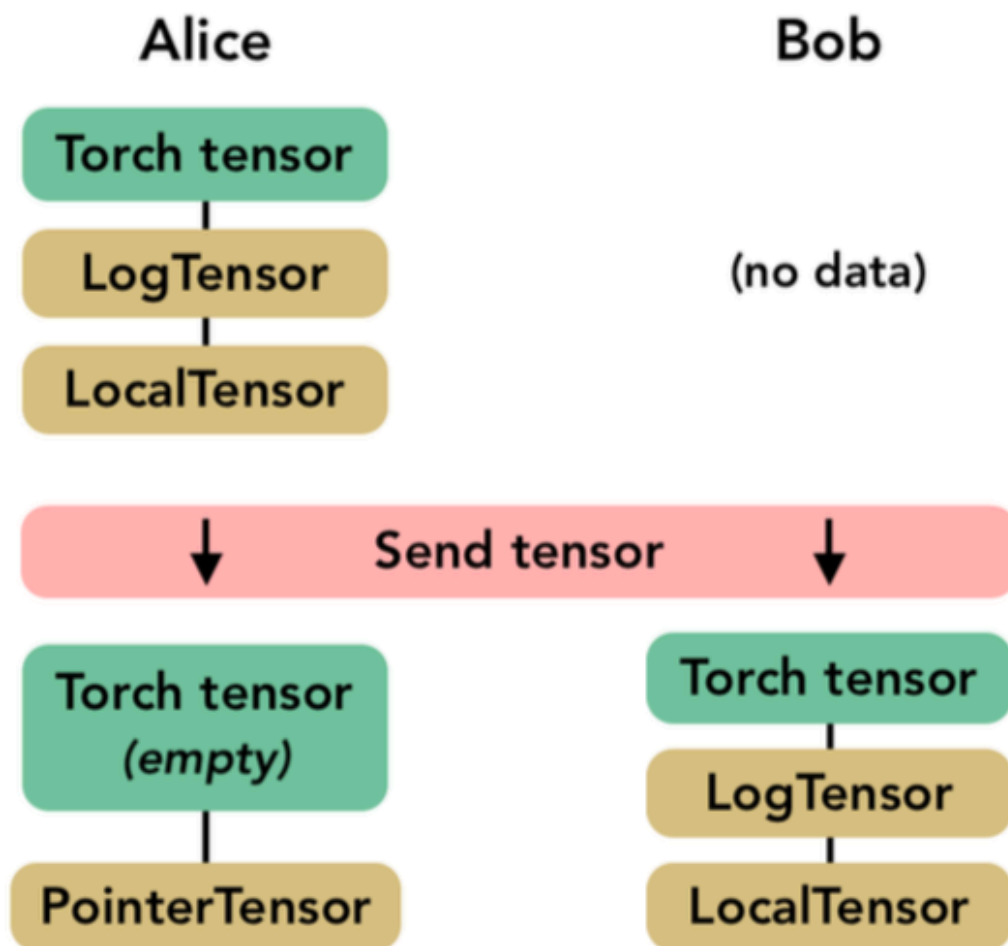 Alice
Bob
Torch tensor
LogTensor
(no data)
LocalTensor
Send tensor
Torch tensor
(empty)
PointerTensor
Torch tensor
LogTensor
LocalTensor